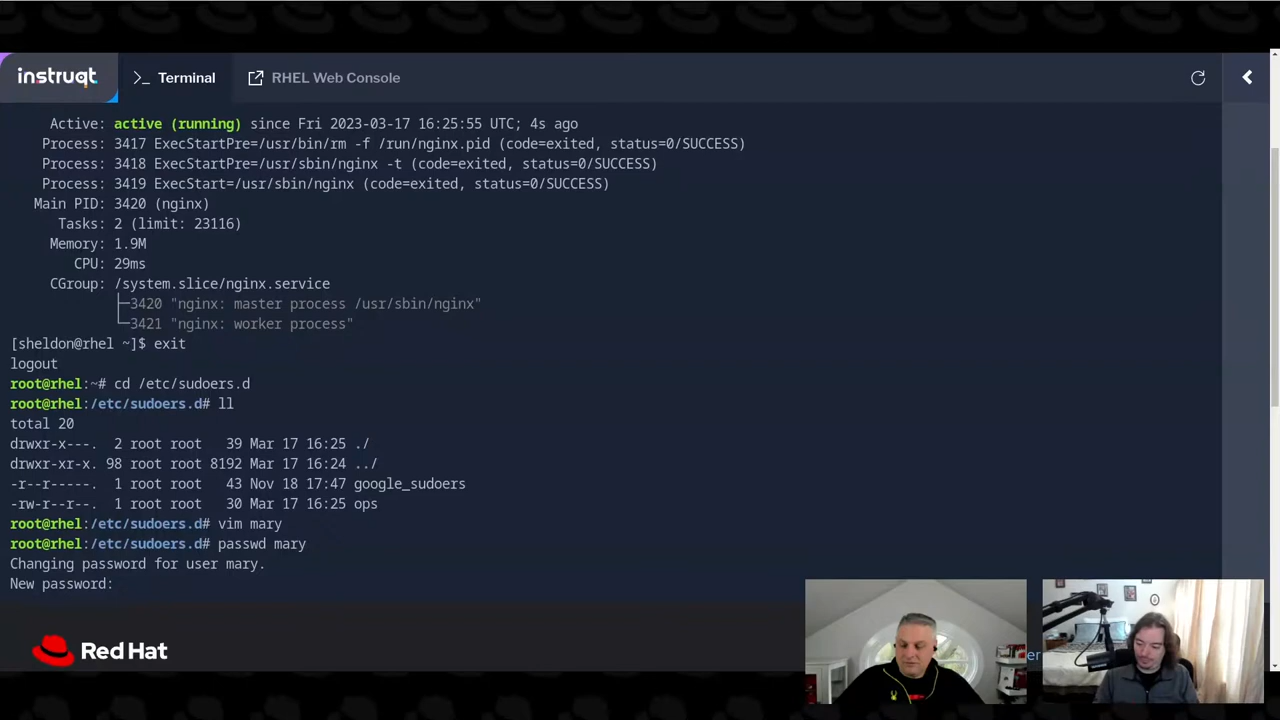 instruqt
>_ Terminal
RHEL Web Console
Active: active (running) since Fri 2023-03-17 16:25:55 UTC; 4s ago
Process: 3417 ExecStartPre=/usr/bin/rm -f /run/nginx.pid (code=exited, status=0/SUCCESS)
Process: 3418 ExecStartPre=/usr/sbin/nginx -t (code=exited, status=0/SUCCESS)
Process: 3419 ExecStart=/usr/sbin/nginx (code=exited, status=0/SUCCESS)
Main PID: 3420 (nginx)
Tasks: 2 (limit: 23116)
Memory: 1.9M
CPU: 29ms
CGroup: /system.slice/nginx.service
├─3420 "nginx: master process /usr/sbin/nginx"
└─3421 "nginx: worker process"
[sheldon@rhel ~]$ exit
logout
root@rhel:~# cd /etc/sudoers.d
root@rhel:/etc/sudoers.d# ll
total 20
drwxr-x---. 2 root root 39 Mar 17 16:25 ./
drwxr-xr-x. 98 root root 8192 Mar 17 16:24 ../
-r--r-----. 1 root root 43 Nov 18 17:47 google_sudoers
-rw-r--r--. 1 root root 30 Mar 17 16:25 ops
root@rhel:/etc/sudoers.d# vim mary
root@rhel:/etc/sudoers.d# passwd mary
Changing password for user mary.
New password:
Red Hat
er